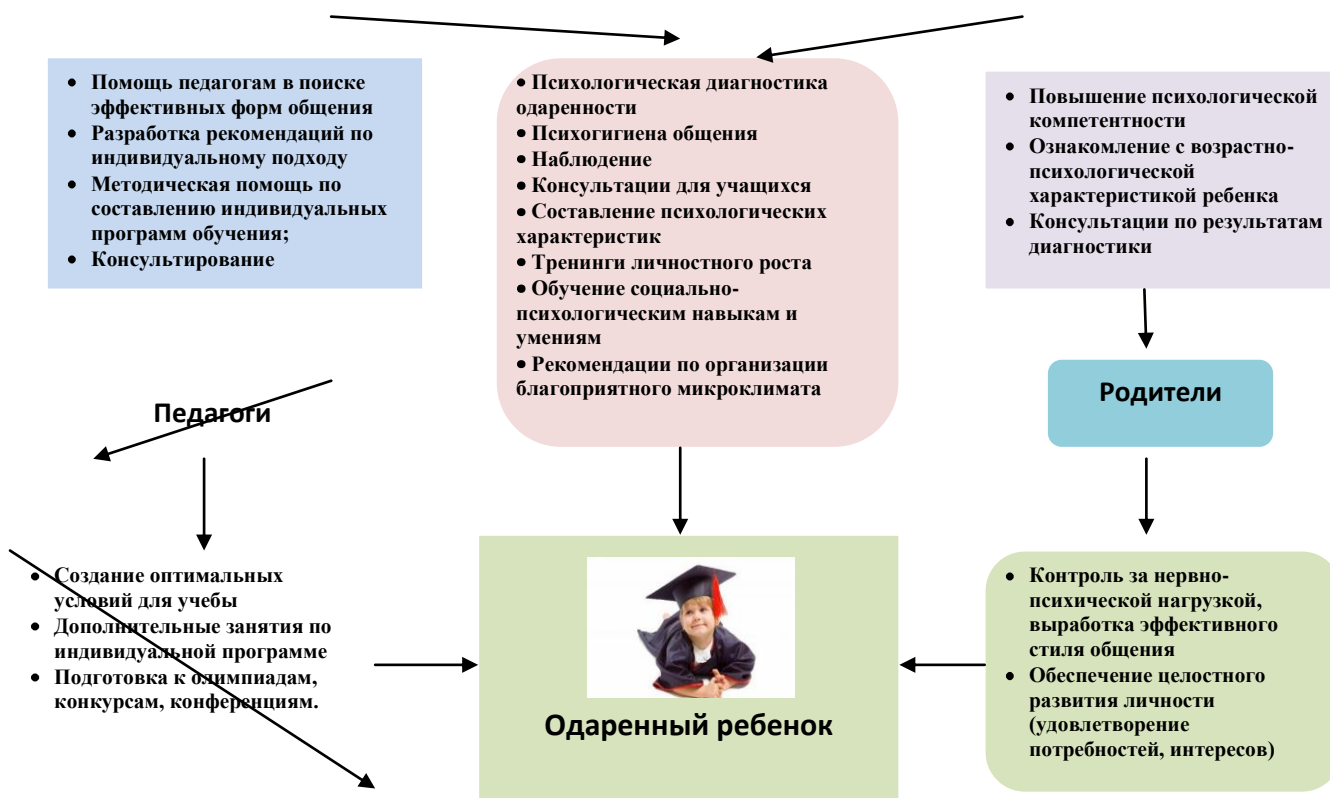 • Помощь педагогам в поиске
эффективных форм общения
• Разработка рекомендаций по
индивидуальному подходу
• Методическая помощь по
составлению индивидуальных
программ обучения;
• Консультирование
• Психологическая диагностика
одаренности
• Психогигиена общения
• Наблюдение
• Консультации для учащихся
• Составление психологических
характеристик
• Тренинги личностного роста
• Обучение социально-
психологическим навыкам и
умениям
• Рекомендации по организации
благоприятного микроклимата
• Повышение психологической
компетентности
• Ознакомление с возрастно-
психологической
характеристикой ребенка
• Консультации по результатам
диагностики
Педагоги
Родители
• Создание оптимальных
условий для учебы
• Дополнительные занятия по
индивидуальной программе
• Подготовка к олимпиадам,
конкурсам, конференциям.
Одаренный ребенок
• Контроль за нервно-
психической нагрузкой,
выработка эффективного
стиля общения
• Обеспечение целостного
развития личности
(удовлетворение
потребностей, интересов)